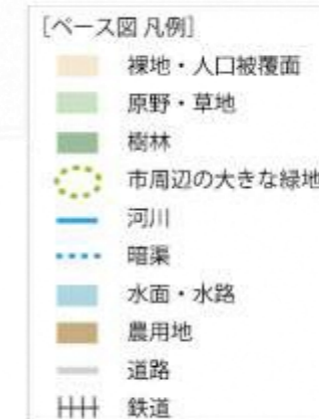 [ベース図 凡例]
裸地・人口被覆面
原野・草地
樹林
市周辺の大きな緑地
河川
暗渠
水面・水路
農用地
道路
鉄道